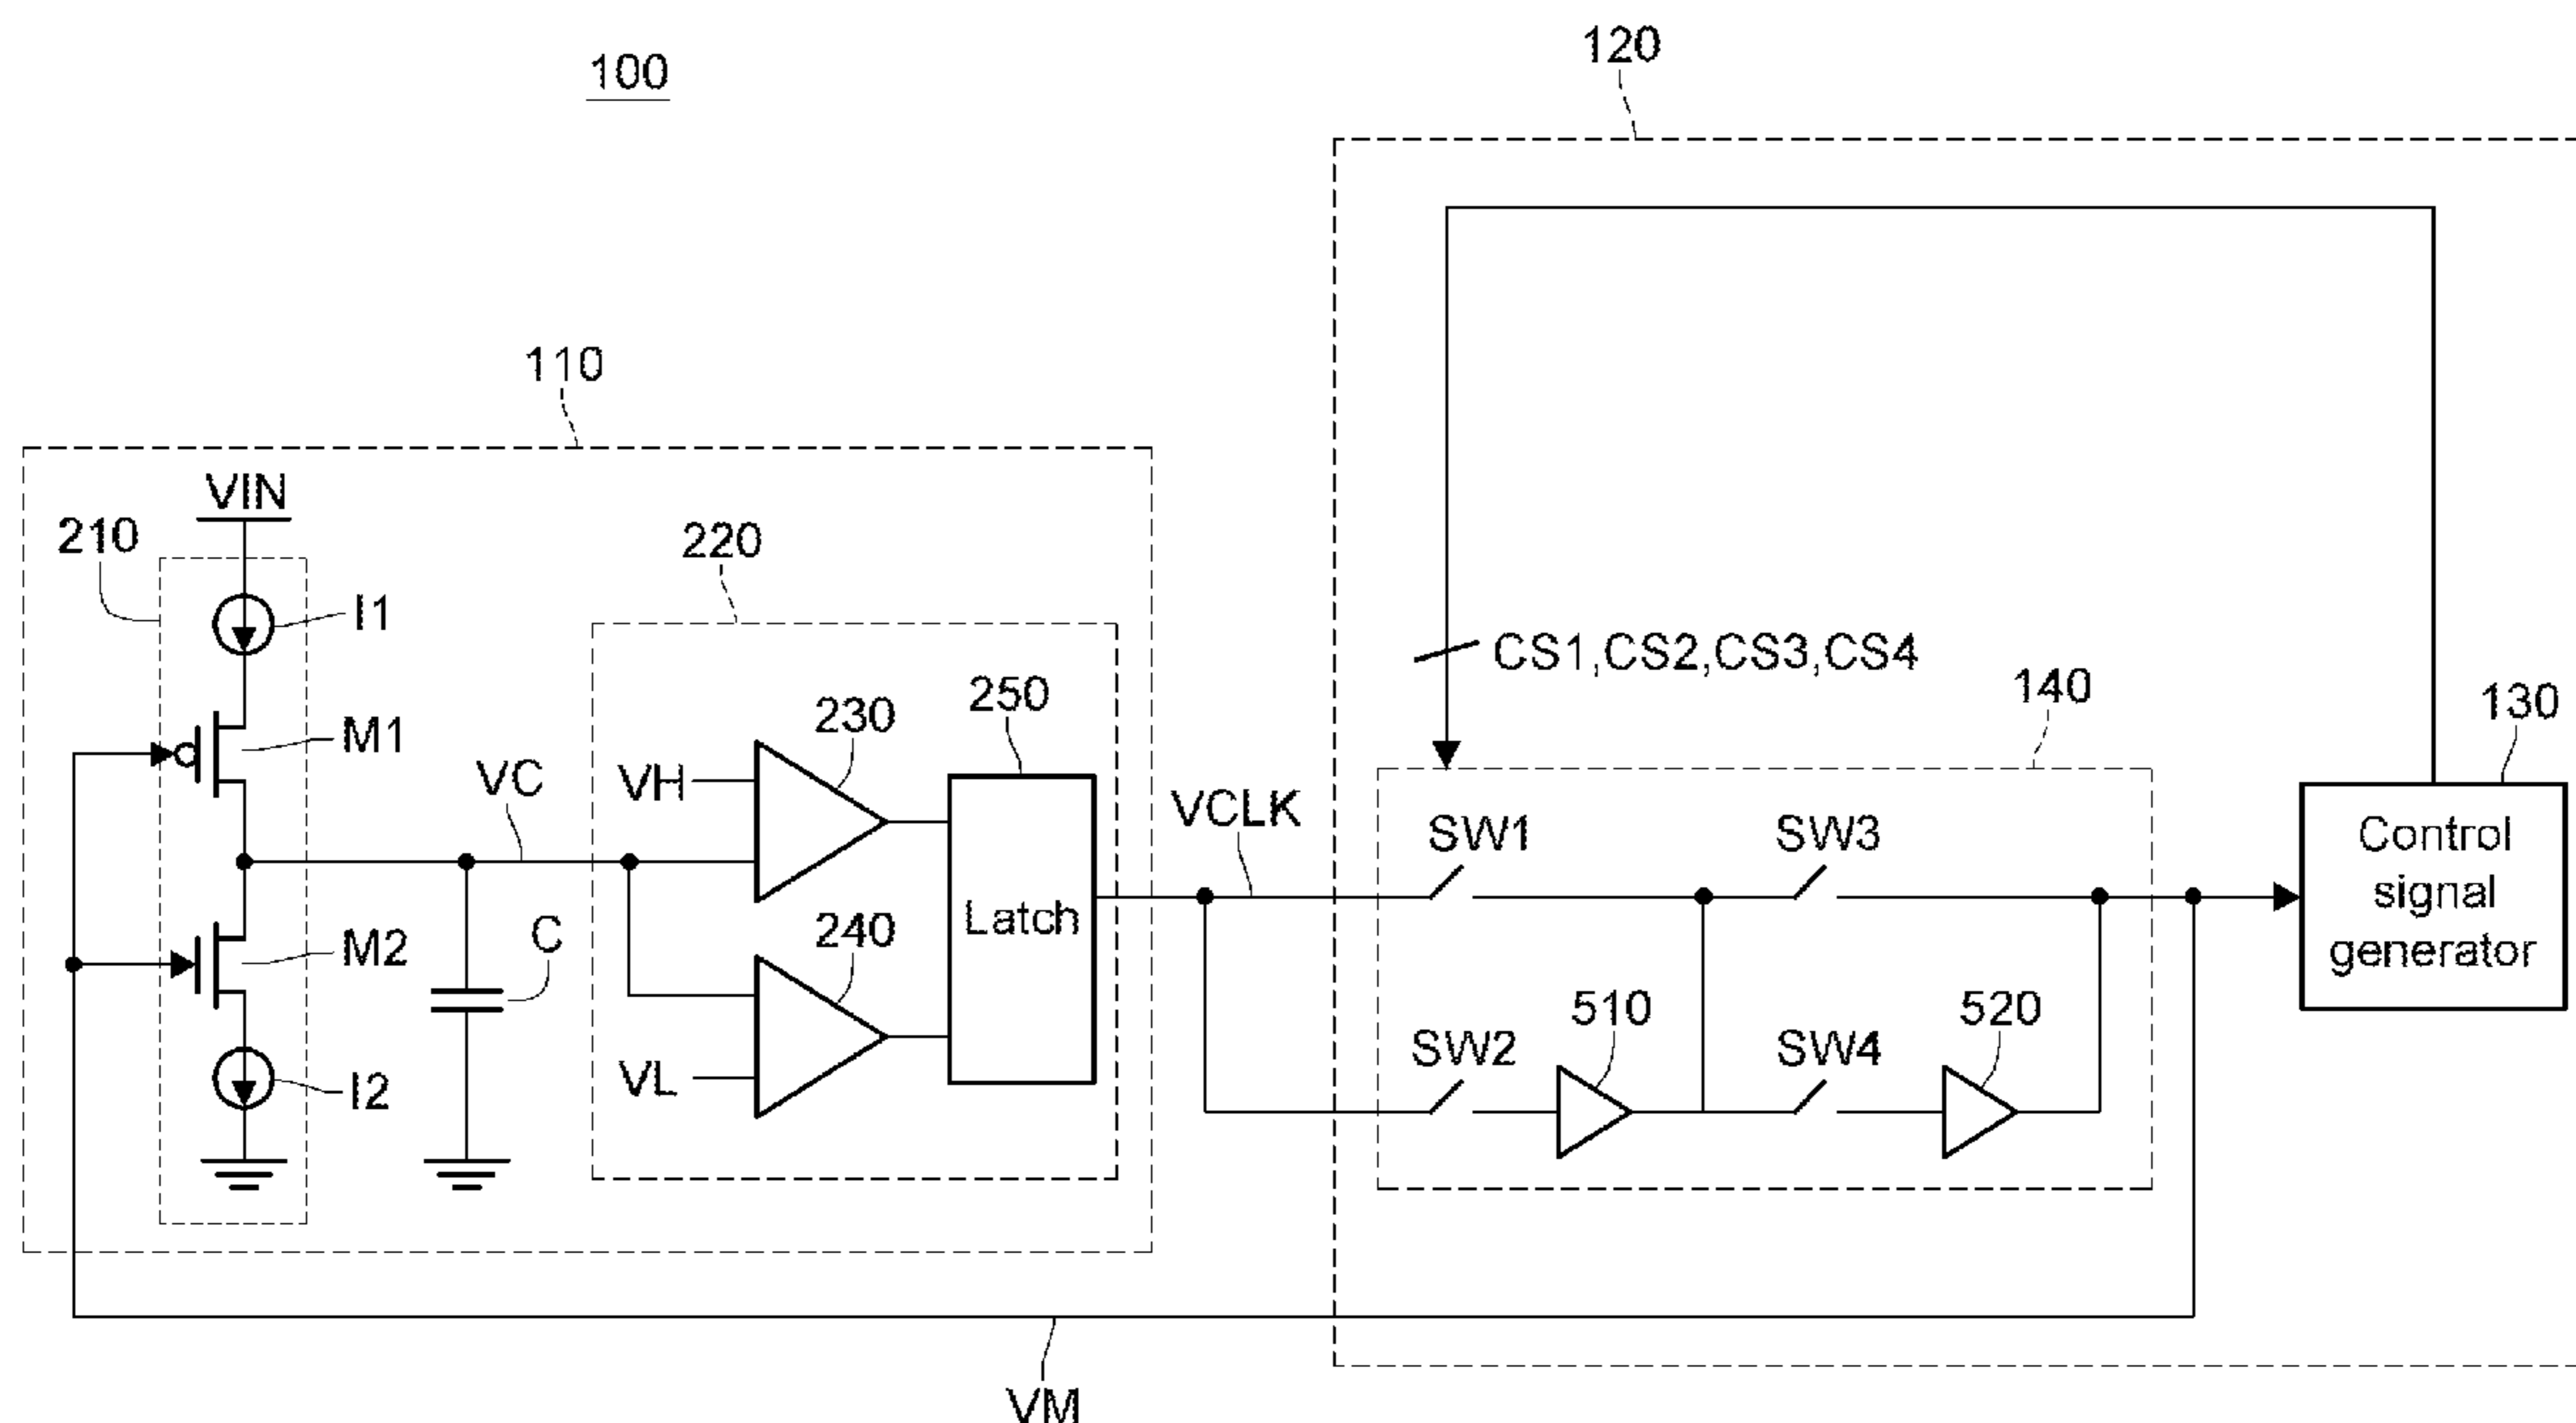 120
100
110
VIN
210
220
I1
CS1,CS2,CS3,CS4
140
130
250
230
M1
VC
VH
VCLK
SW1
SW3
Control
signal
generator
Latch
C
240
M2
510
520
SW2
SW4
VL
I2
VM